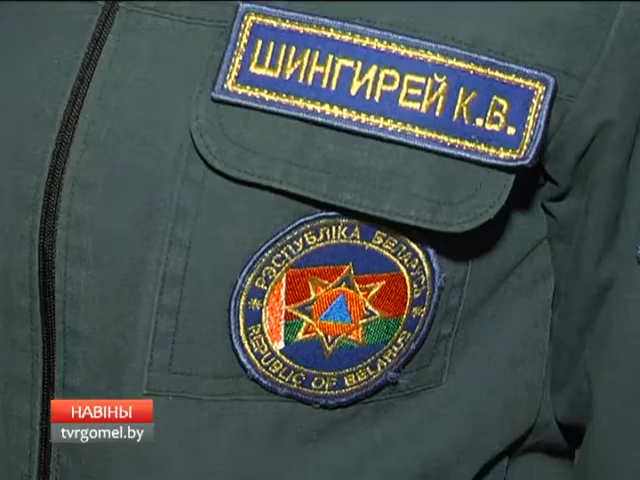 ШИНГИРЕЙ К.В.
РЭСПУБЛІКА БЕЛАРУСЬ
REPUBLIC OF BELARUS
НАВІНЫ
tvrgomel.by